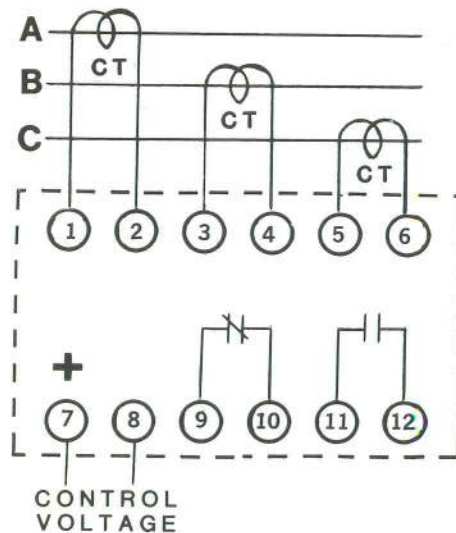 A
CT
B
CT
C
CT
1 2 3 4 5 6
+
7 8 9 10 11 12
CONTROL
VOLTAGE